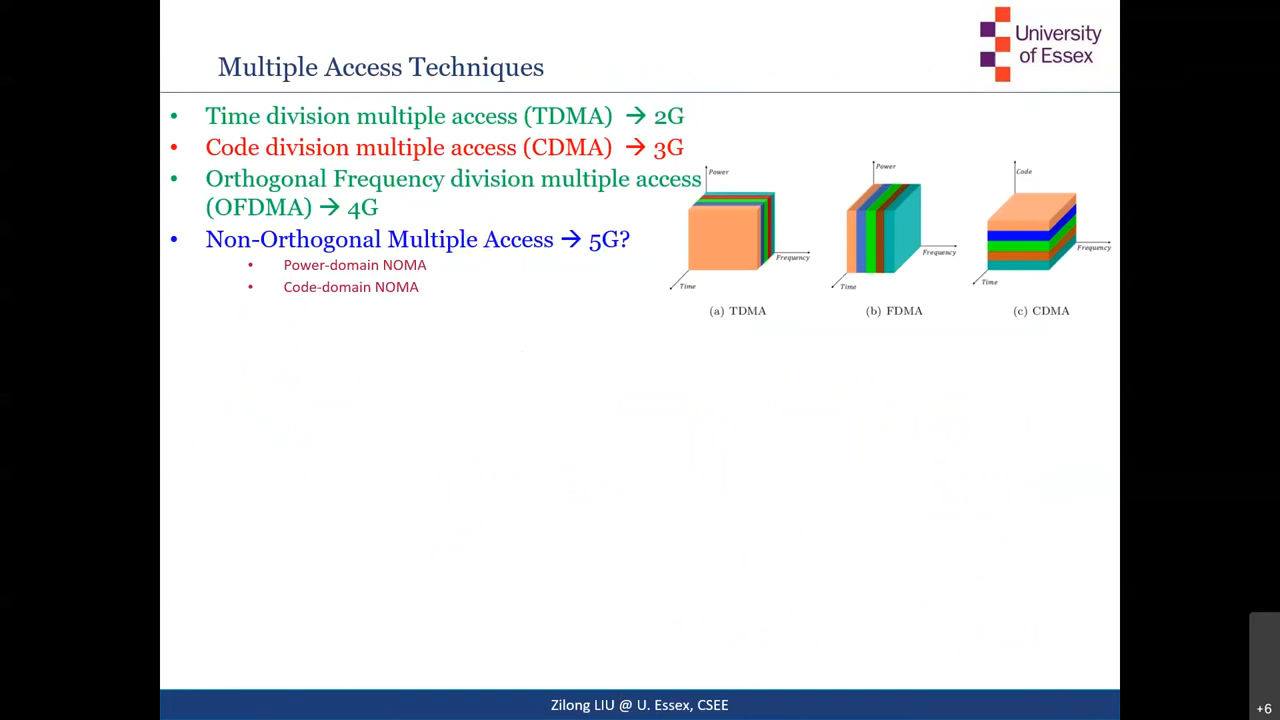 University
of Essex
Multiple Access Techniques
• Time division multiple access (TDMA) → 2G
• Code division multiple access (CDMA) → 3G
• Orthogonal Frequency division multiple access
(OFDMA) → 4G
• Non-Orthogonal Multiple Access → 5G?
• Power-domain NOMA
• Code-domain NOMA
Power
Frequency
Time
(a) TDMA
Power
Frequency
Time
(b) FDMA
Code
Frequency
Time
(c) CDMA
Zilong LIU @ U. Essex, CSEE
+6